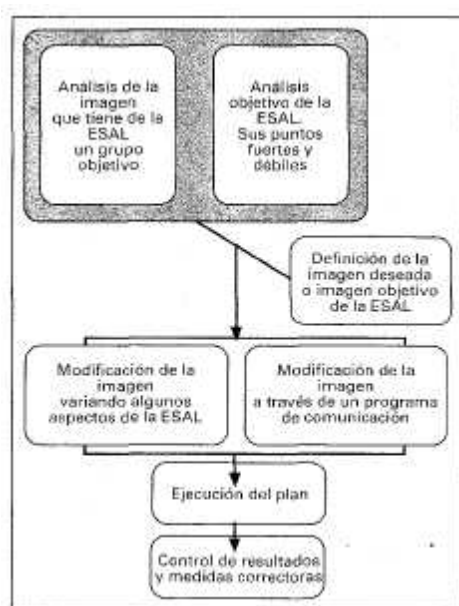 Análisis de la
imagen
que tiene de la
ESAL
un grupo
objetivo
Análisis
objetivo de la
ESAL.
Sus puntos
fuertes y
débiles
Definición de la
imagen deseada
o imagen objetivo
de la ESAL
Modificación de la
imagen
variando algunos
aspectos de la ESAL
Modificación de la
imagen
a través de un programa
de comunicación
Ejecución del plan
Control de resultados
y medidas correctoras